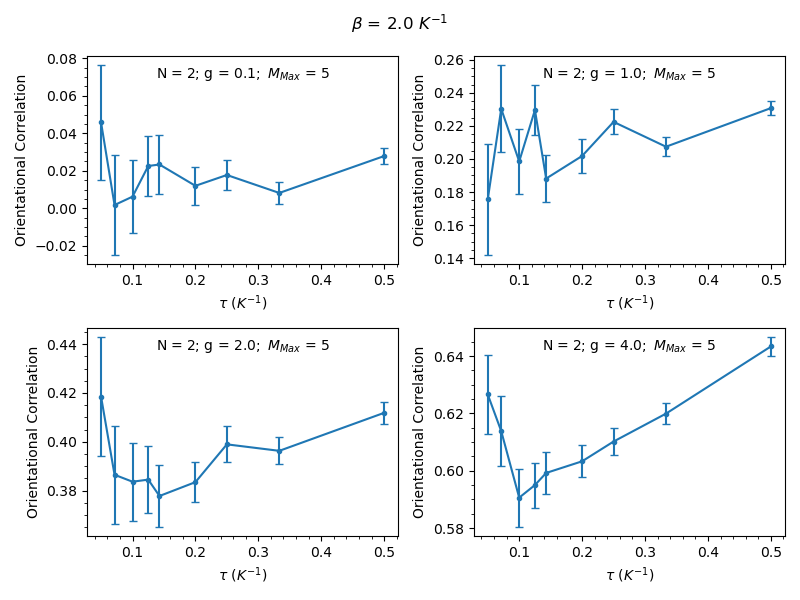 β = 2.0 K⁻¹
N = 2; g = 0.1; M_Max = 5
Orientational Correlation
0.08
0.06
0.04
0.02
0.00
−0.02
0.1 0.2 0.3 0.4 0.5
τ (K⁻¹)
N = 2; g = 1.0; M_Max = 5
Orientational Correlation
0.26
0.24
0.22
0.20
0.18
0.16
0.14
0.1 0.2 0.3 0.4 0.5
τ (K⁻¹)
N = 2; g = 2.0; M_Max = 5
Orientational Correlation
0.44
0.42
0.40
0.38
0.1 0.2 0.3 0.4 0.5
τ (K⁻¹)
N = 2; g = 4.0; M_Max = 5
Orientational Correlation
0.64
0.62
0.60
0.58
0.1 0.2 0.3 0.4 0.5
τ (K⁻¹)